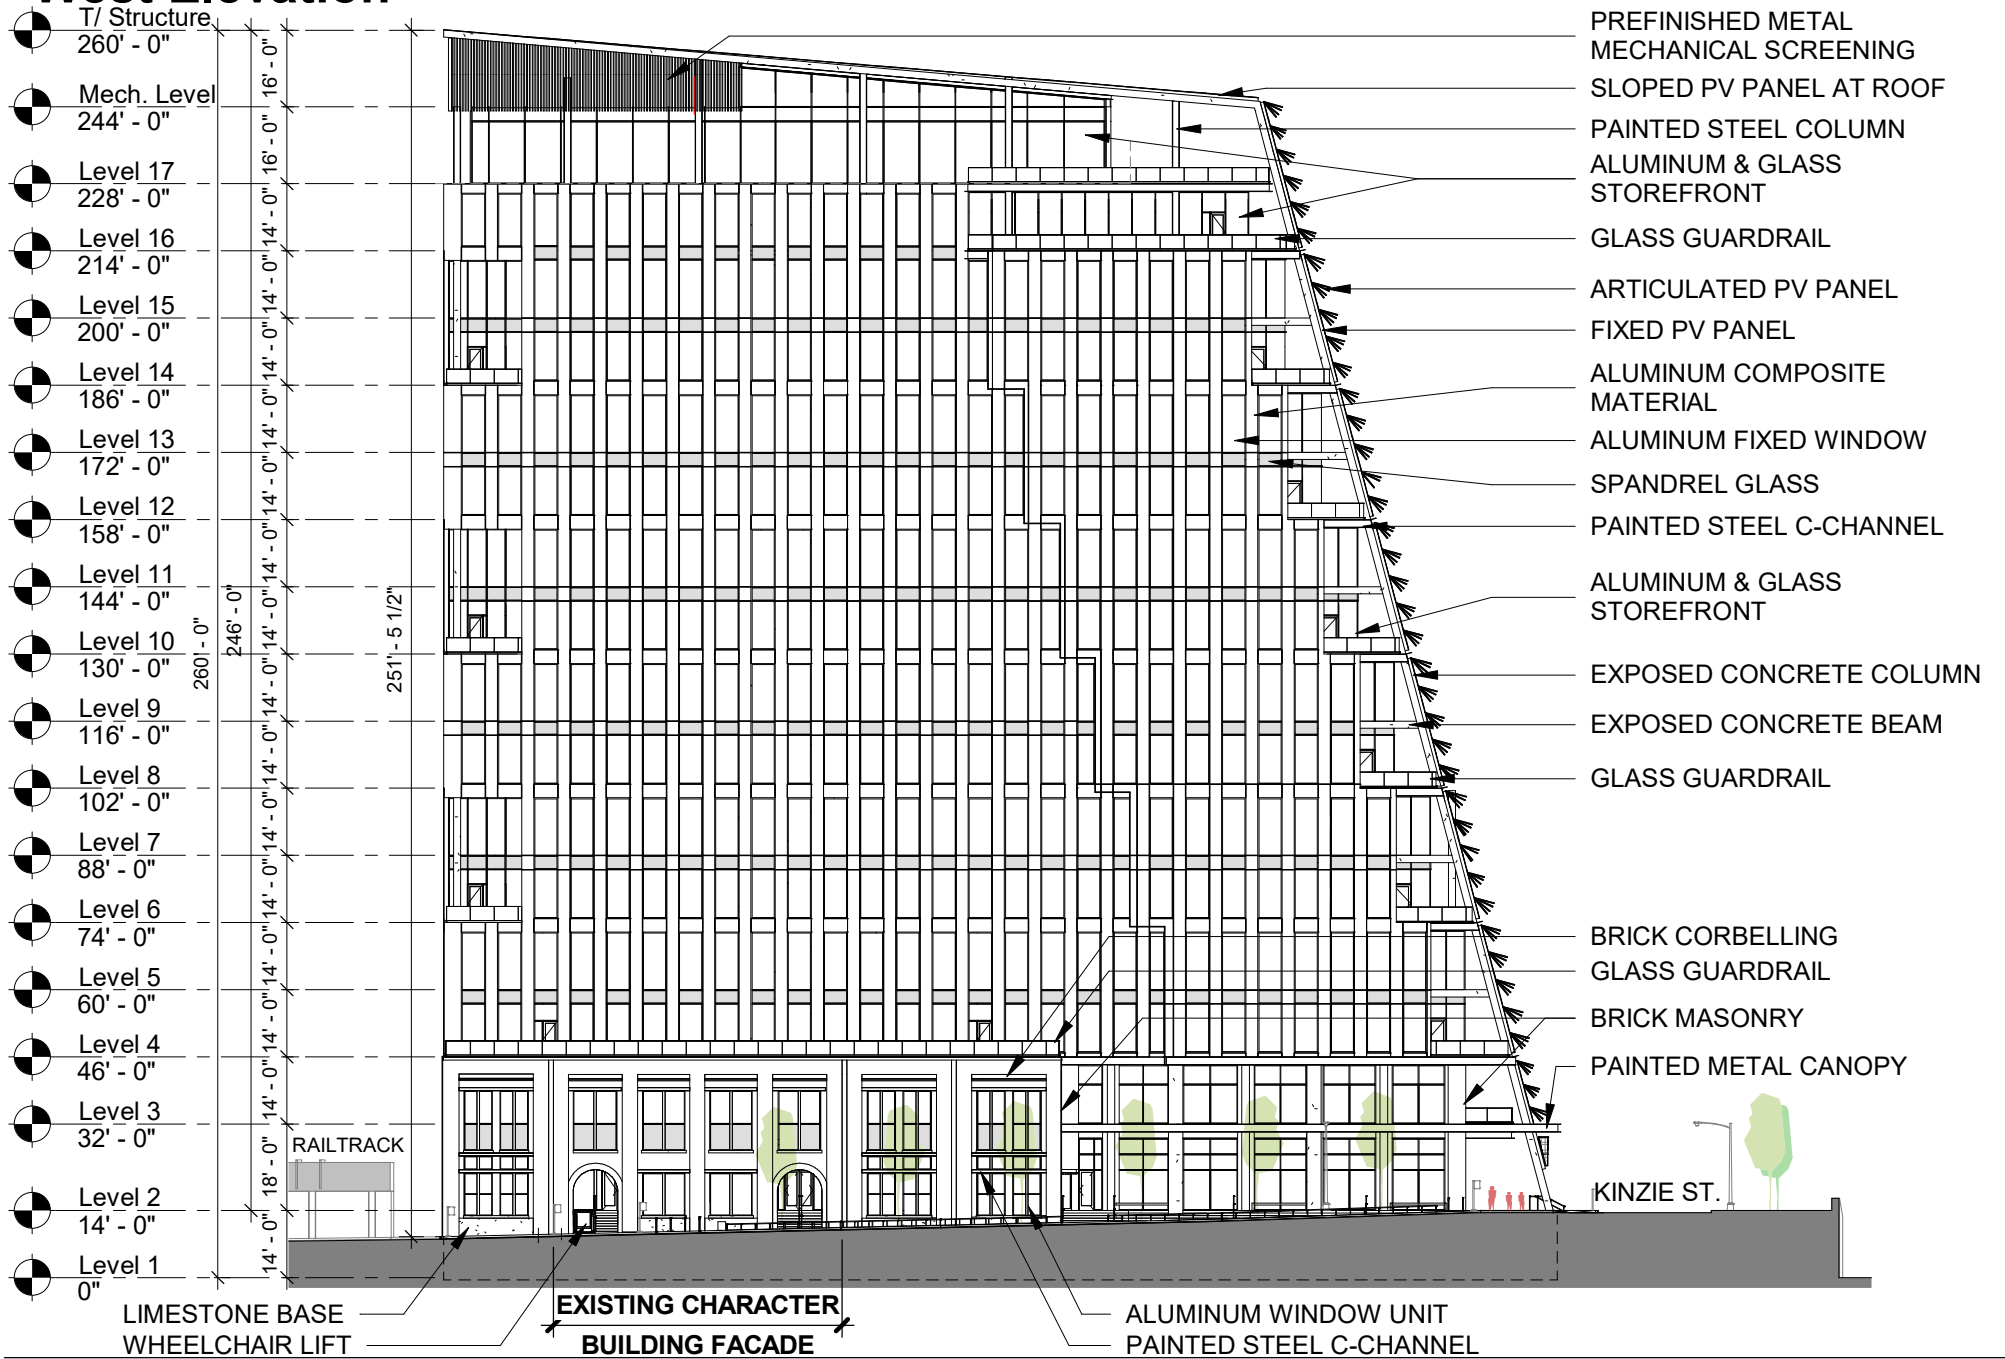 West Elevation
T/ Structure
260' - 0"
Mech. Level
244' - 0"
Level 17
228' - 0"
Level 16
214' - 0"
Level 15
200' - 0"
Level 14
186' - 0"
Level 13
172' - 0"
Level 12
158' - 0"
Level 11
144' - 0"
Level 10
130' - 0"
Level 9
116' - 0"
Level 8
102' - 0"
Level 7
88' - 0"
Level 6
74' - 0"
Level 5
60' - 0"
Level 4
46' - 0"
Level 3
32' - 0"
Level 2
14' - 0"
Level 1
0"
260' - 0"
246' - 0"
16' - 0"
16' - 0"
14' - 0"
14' - 0"
14' - 0"
14' - 0"
14' - 0"
14' - 0"
14' - 0"
14' - 0"
14' - 0"
14' - 0"
14' - 0"
14' - 0"
14' - 0"
14' - 0"
18' - 0"
14' - 0"
251' - 5 1/2"
PREFINISHED METAL
MECHANICAL SCREENING
SLOPED PV PANEL AT ROOF
PAINTED STEEL COLUMN
ALUMINUM & GLASS
STOREFRONT
GLASS GUARDRAIL
ARTICULATED PV PANEL
FIXED PV PANEL
ALUMINUM COMPOSITE
MATERIAL
ALUMINUM FIXED WINDOW
SPANDREL GLASS
PAINTED STEEL C-CHANNEL
ALUMINUM & GLASS
STOREFRONT
EXPOSED CONCRETE COLUMN
EXPOSED CONCRETE BEAM
GLASS GUARDRAIL
BRICK CORBELLING
GLASS GUARDRAIL
BRICK MASONRY
PAINTED METAL CANOPY
RAILTRACK
KINZIE ST.
LIMESTONE BASE
WHEELCHAIR LIFT
EXISTING CHARACTER
BUILDING FACADE
ALUMINUM WINDOW UNIT
PAINTED STEEL C-CHANNEL